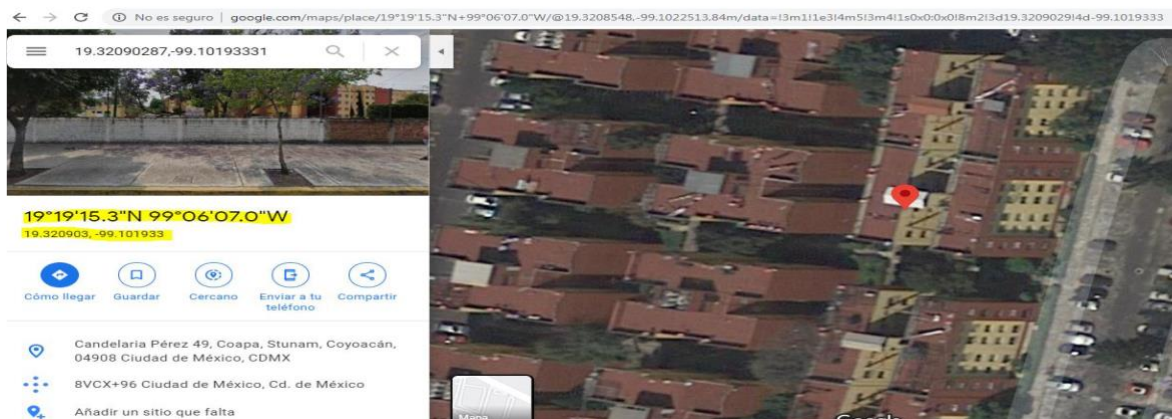 No es seguro | google.com/maps/place/19°19'15.3"N+99°06'07.0"W/@19.3208548,-99.1022513,84m/data=!3m1!1e3!4m5!3m4!1s0x0:0x0!8m2!3d19.3209029!4d-99.1019333
19.32090287,-99.10193331
19°19'15.3"N 99°06'07.0"W
19.320903, -99.101933
Cómo llegar Guardar Cercano Enviar a tu teléfono Compartir
Candelaria Pérez 49, Coapa, Stunam, Coyoacán,
04908 Ciudad de México, CDMX
8VCX+96 Ciudad de México, Cd. de México
Añadir un sitio que falta
Mapa
Google